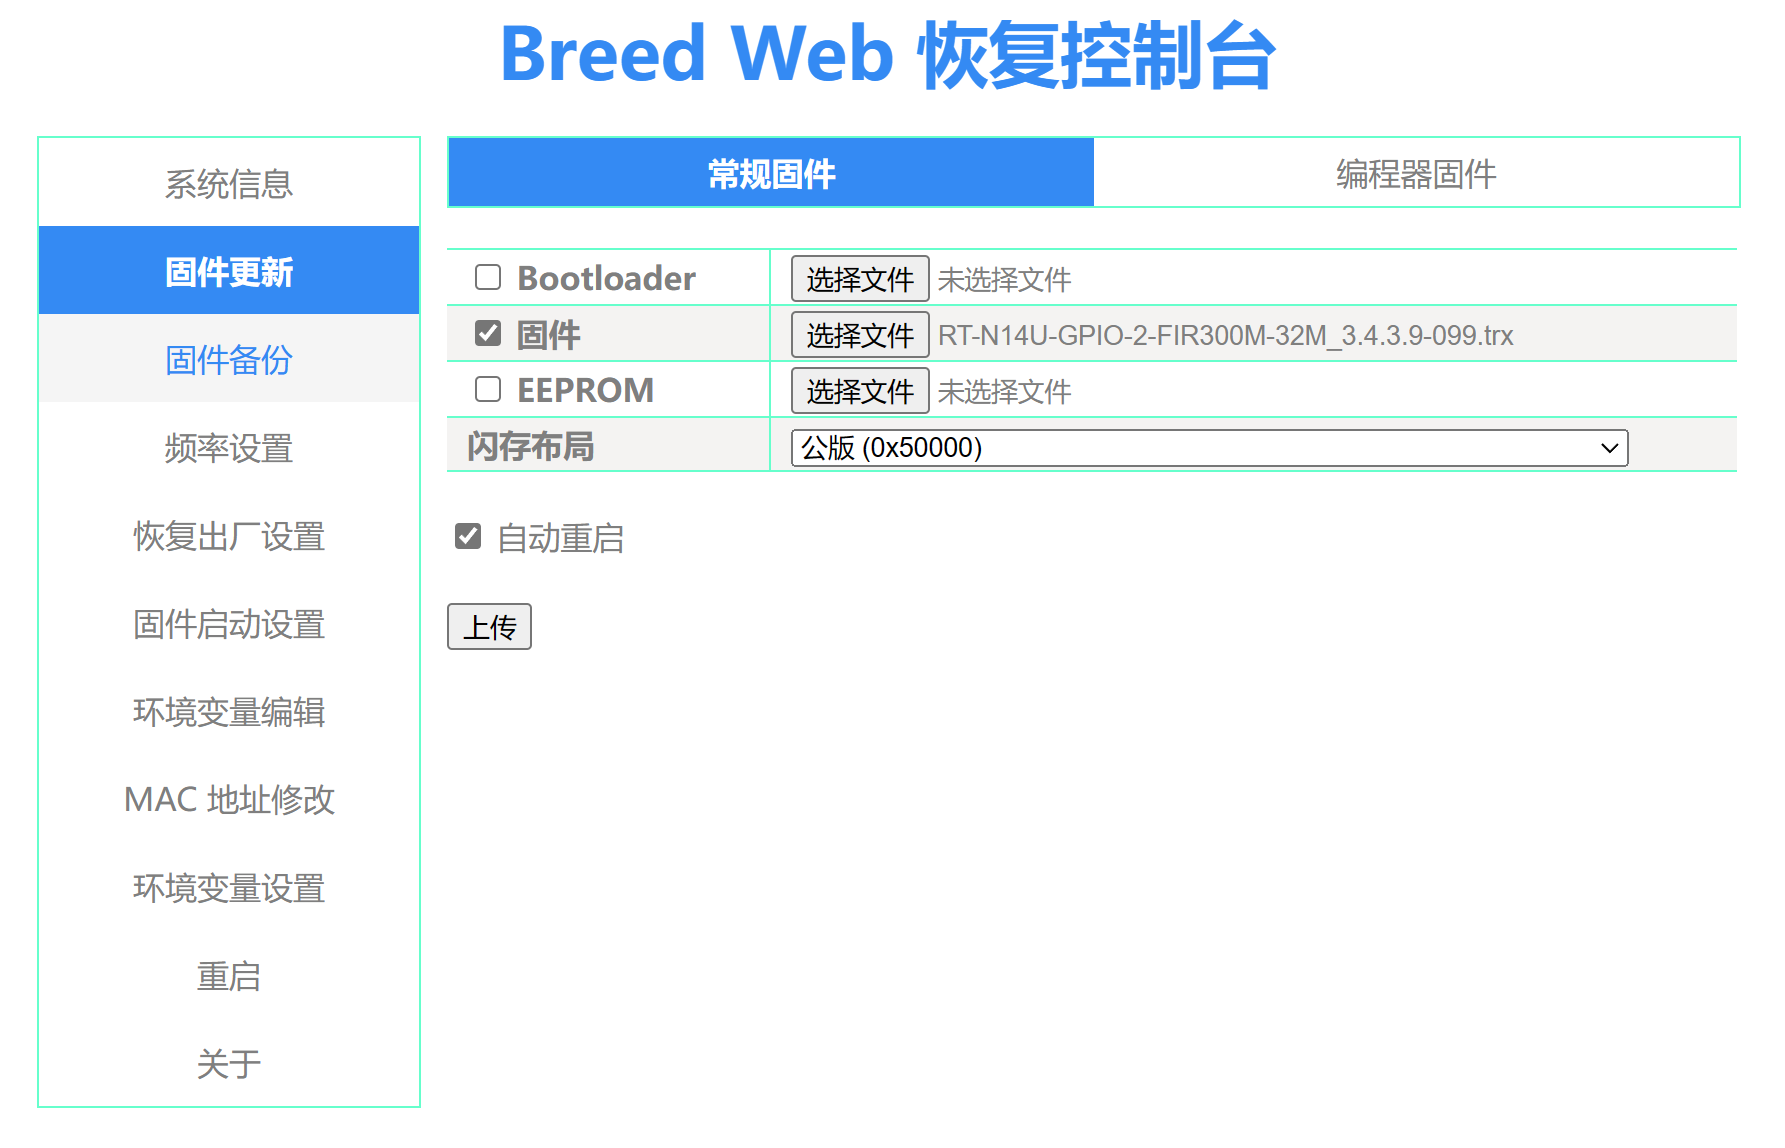 Breed Web 恢复控制台
系统信息
固件更新
固件备份
频率设置
恢复出厂设置
固件启动设置
环境变量编辑
MAC 地址修改
环境变量设置
重启
关于
常规固件 编程器固件
Bootloader 选择文件 未选择文件
固件 选择文件 RT-N14U-GPIO-2-FIR300M-32M_3.4.3.9-099.trx
EEPROM 选择文件 未选择文件
闪存布局 公版 (0x50000)
自动重启
上传